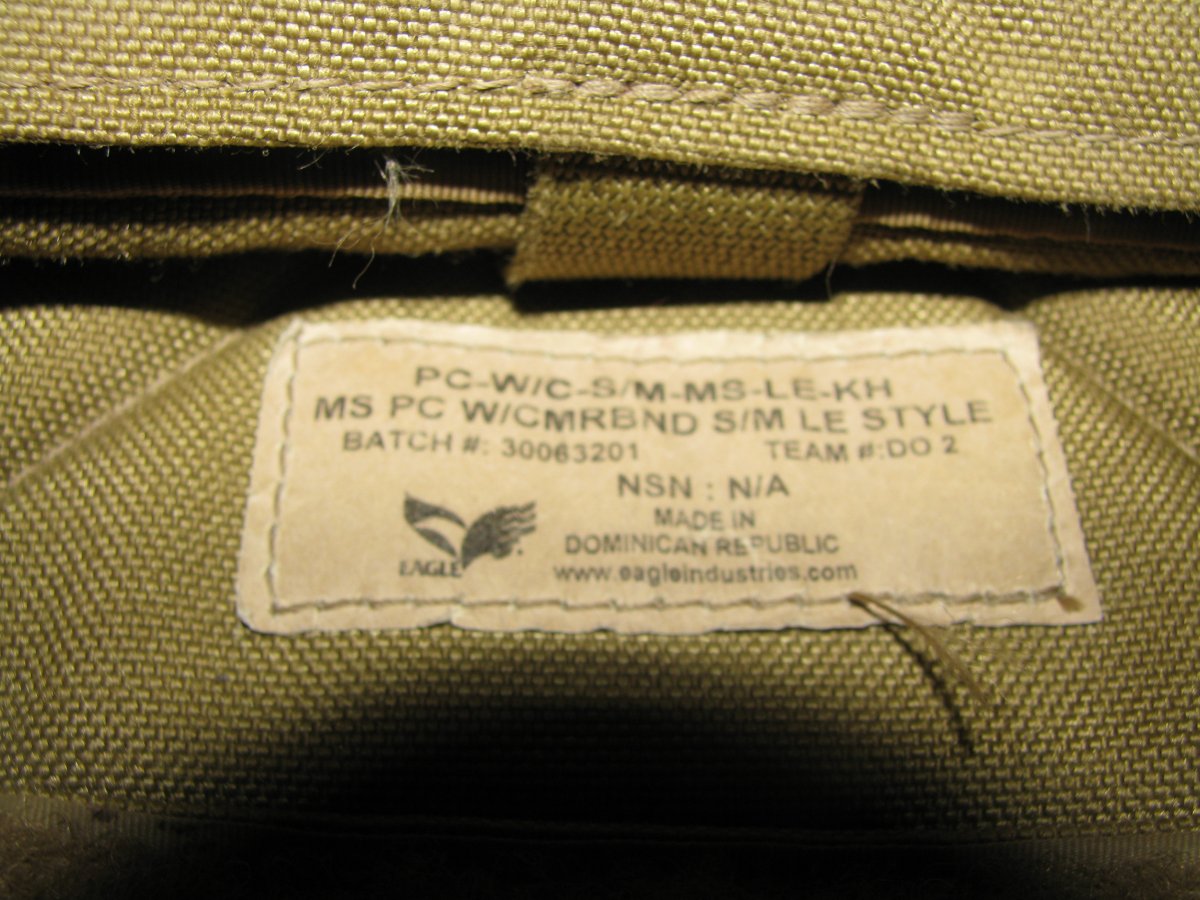 PC-W/C-S/M-MS-LE-KH
MS PC W/CMRBND S/M LE STYLE
BATCH #: 30063201 TEAM #:DO 2
NSN : N/A
MADE IN
DOMINICAN REPUBLIC
EAGLE
www.eagleindustries.com